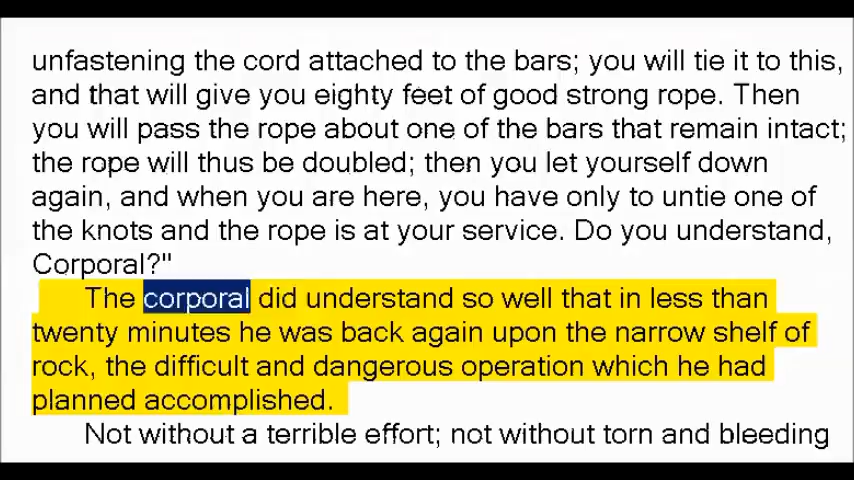 unfastening the cord attached to the bars; you will tie it to this,
and that will give you eighty feet of good strong rope. Then
you will pass the rope about one of the bars that remain intact;
the rope will thus be doubled; then you let yourself down
again, and when you are here, you have only to untie one of
the knots and the rope is at your service. Do you understand,
Corporal?"
The corporal did understand so well that in less than
twenty minutes he was back again upon the narrow shelf of
rock, the difficult and dangerous operation which he had
planned accomplished.
Not without a terrible effort; not without torn and bleeding